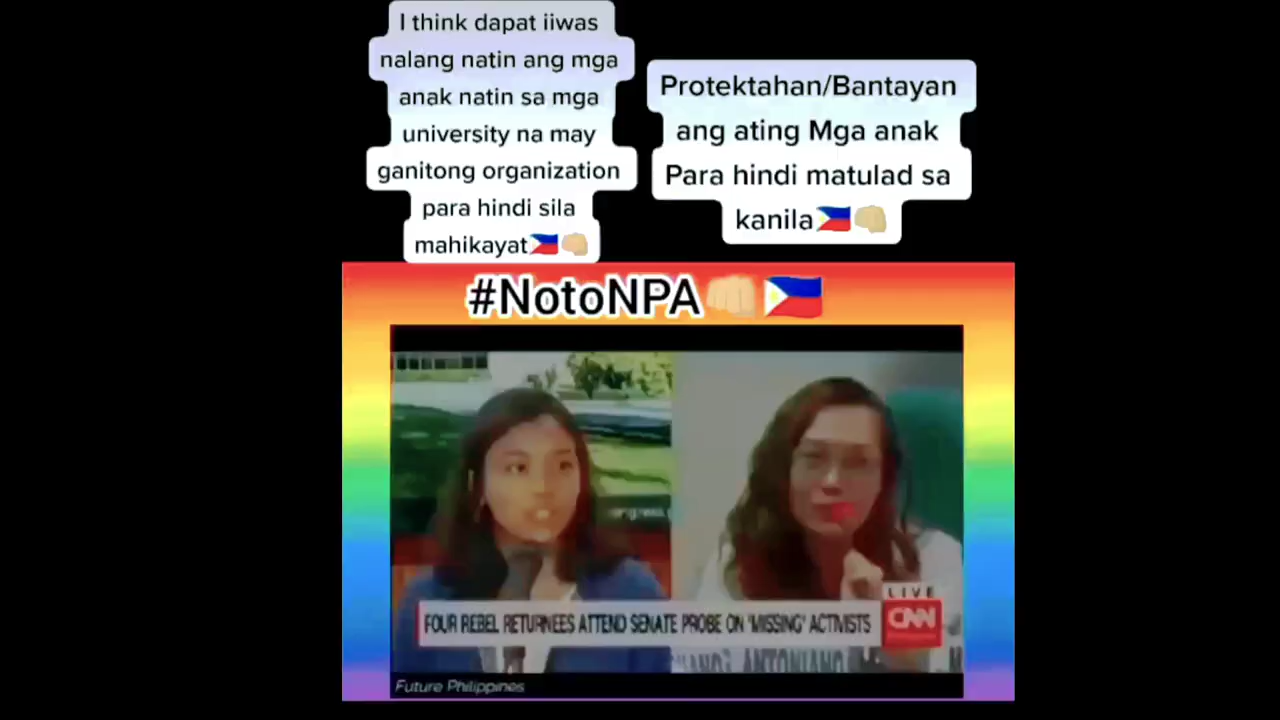 I think dapat iiwas
nalang natin ang mga
anak natin sa mga
university na may
ganitong organization
para hindi sila
mahikayat🇵🇭👊🏼
Protektahan/Bantayan
ang ating Mga anak
Para hindi matulad sa
kanila🇵🇭👊🏼
#NotoNPA👊🏼🇵🇭
FOUR REBEL RETURNEES ATTEND SENATE PROBE ON 'MISSING' ACTIVISTS
LIVE
CNN
ANTONIANO
Future Philippines